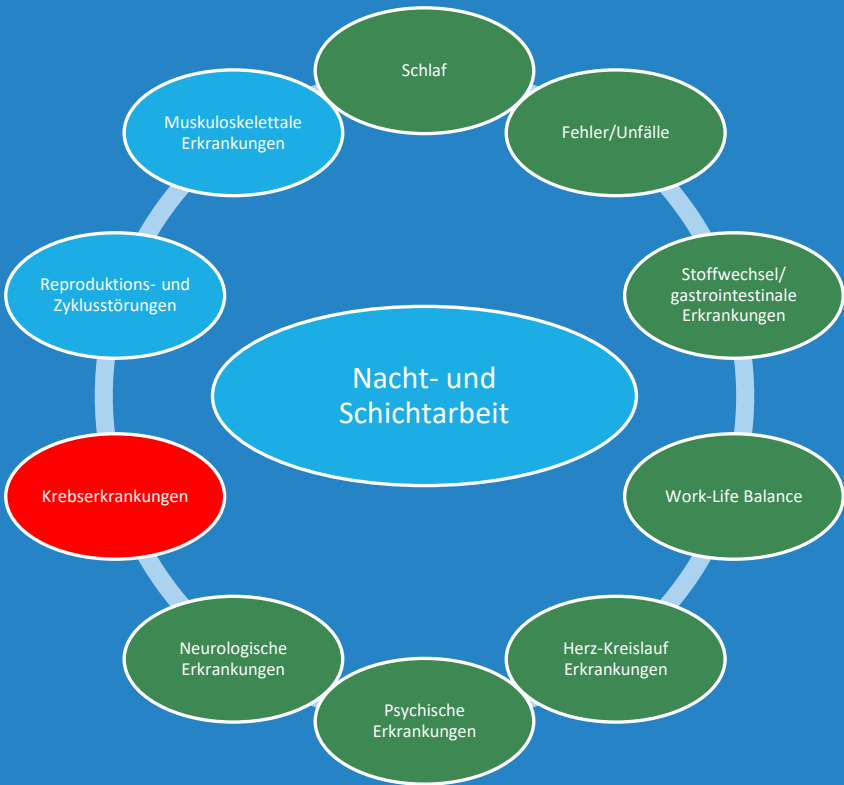 Schlaf
Fehler/Unfälle
Stoffwechsel/
gastrointestinale
Erkrankungen
Work-Life Balance
Herz-Kreislauf
Erkrankungen
Psychische
Erkrankungen
Neurologische
Erkrankungen
Krebserkrankungen
Reproduktions- und
Zyklusstörungen
Muskuloskelettale
Erkrankungen
Nacht- und
Schichtarbeit